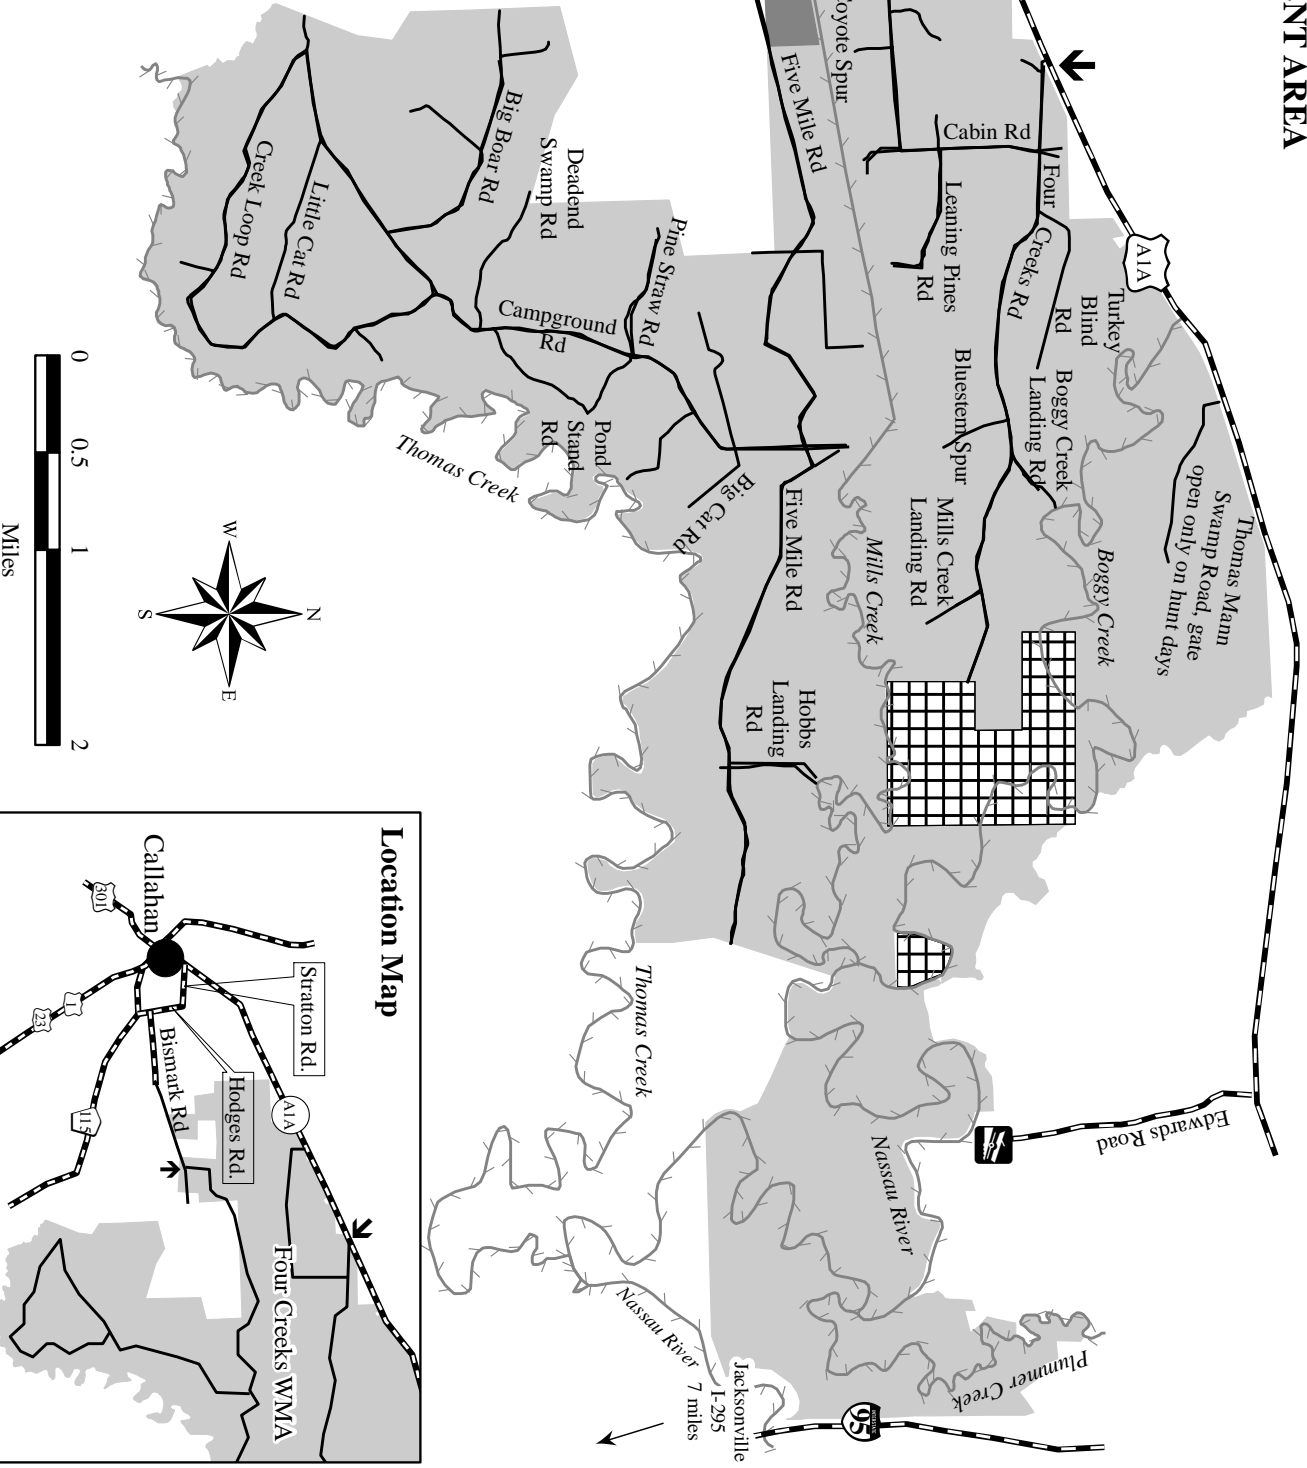 NT AREA
A1A
Thomas Mann
Swamp Road, gate
open only on hunt days
Turkey
Blind
Rd
Boggy Creek
Four
Creeks Rd
Boggy Creek
Landing Rd
Cabin Rd
Leaning Pines
Rd
Bluestem Spur
Mills Creek
Landing Rd
Mills Creek
oyote Spur
Five Mile Rd
Five Mile Rd
Hobbs
Landing
Rd
Big Cat Rd
Pine Straw Rd
Deadend
Swamp Rd
Campground
Rd
Pond
Stand
Rd
Big Boar Rd
Little Cat Rd
Creek Loop Rd
Thomas Creek
Thomas Creek
Edwards Road
Nassau River
Nassau River
Plummer Creek
95
Jacksonville
I-295
7 miles
N
W
E
S
0
0.5
1
2
Miles
Location Map
Callahan
301
Stratton Rd.
Hodges Rd.
A1A
1
23
Bismark Rd
115
Four Creeks WMA